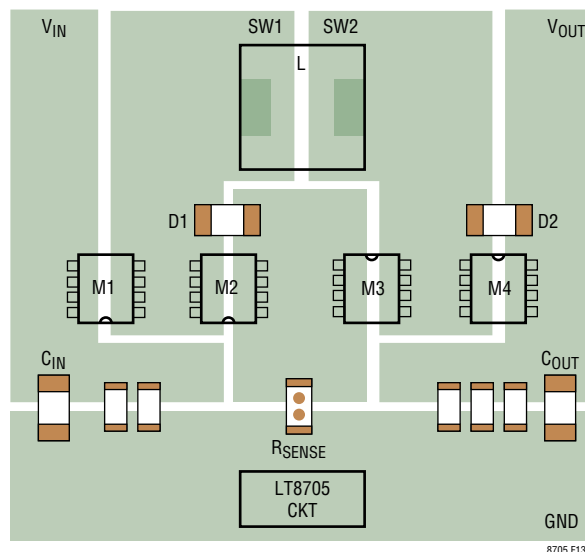 VIN SW1 SW2 VOUT
L
D1 D2
M1 M2 M3 M4
CIN COUT
RSENSE
LT8705
CKT
GND
8705 F13